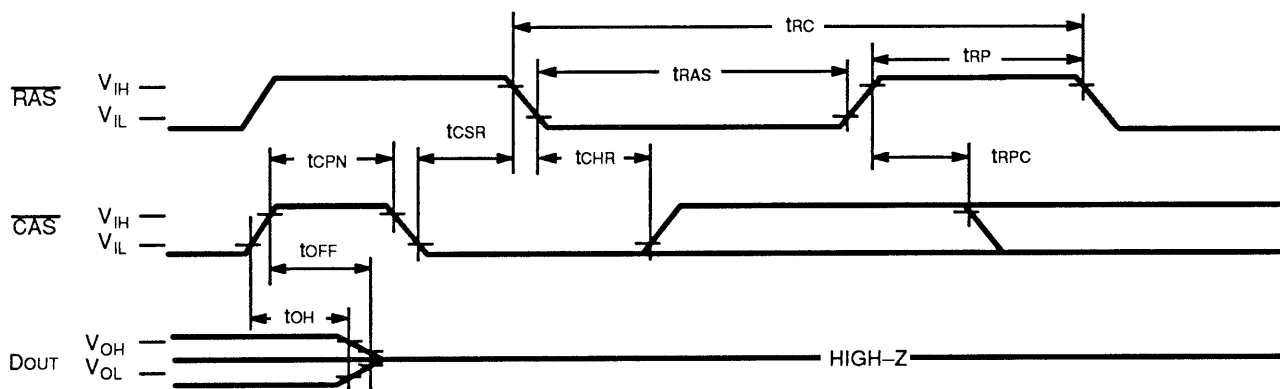 tRC
tRAS
tRP
RAS
VIH
VIL
tCPN
tCSR
tCHR
tRPC
CAS
VIH
VIL
tOFF
tOH
DOUT
VOH
VOL
HIGH–Z